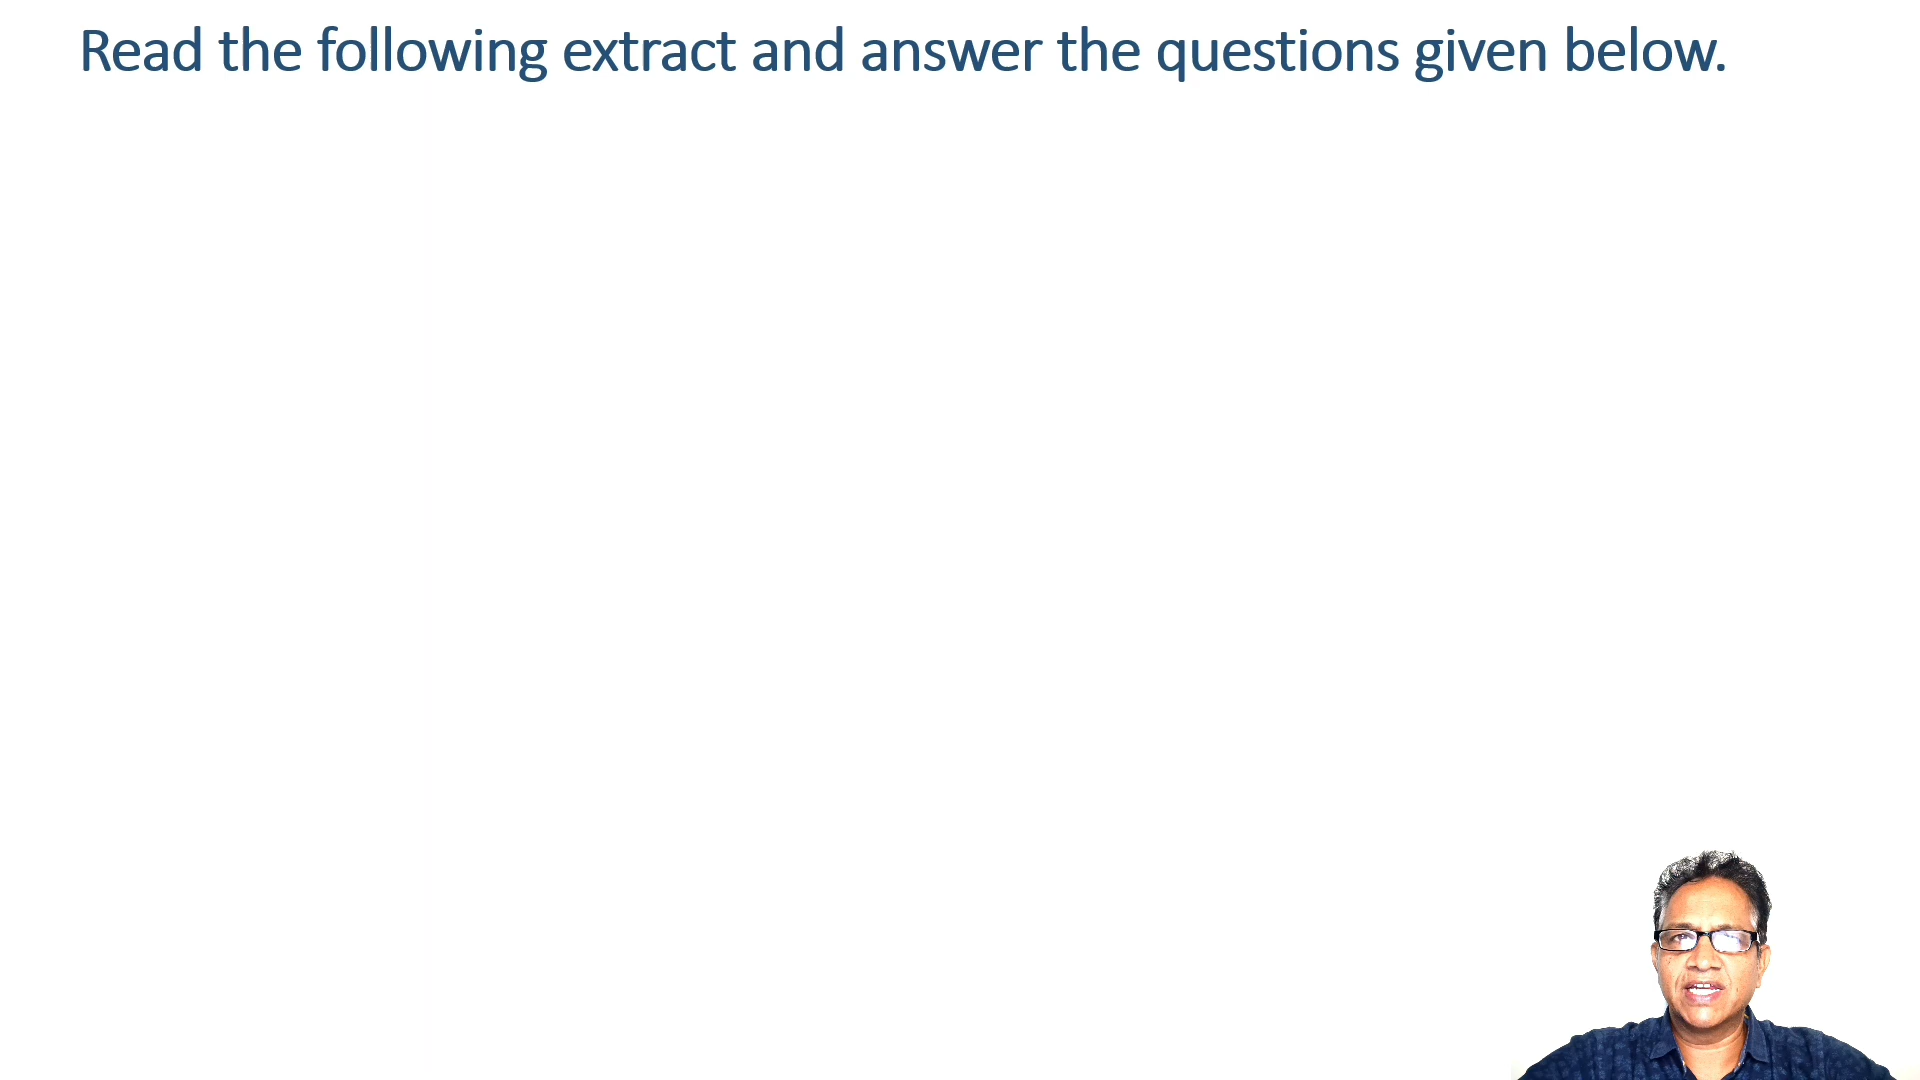 Read the following extract and answer the questions given below.